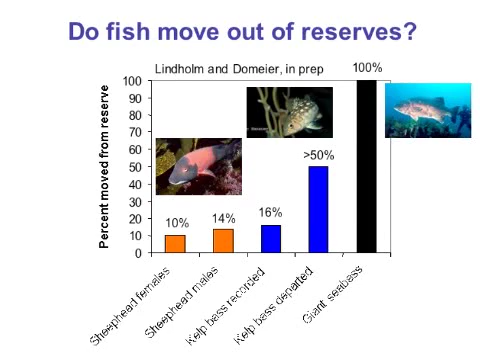 Do fish move out of reserves?
Lindholm and Domeier, in prep
100%
Percent moved from reserve
100
90
80
70
60
50
40
30
20
10
0
>50%
16%
14%
10%
Sheephead females
Sheephead males
Kelp bass recorded
Kelp bass departed
Giant seabass